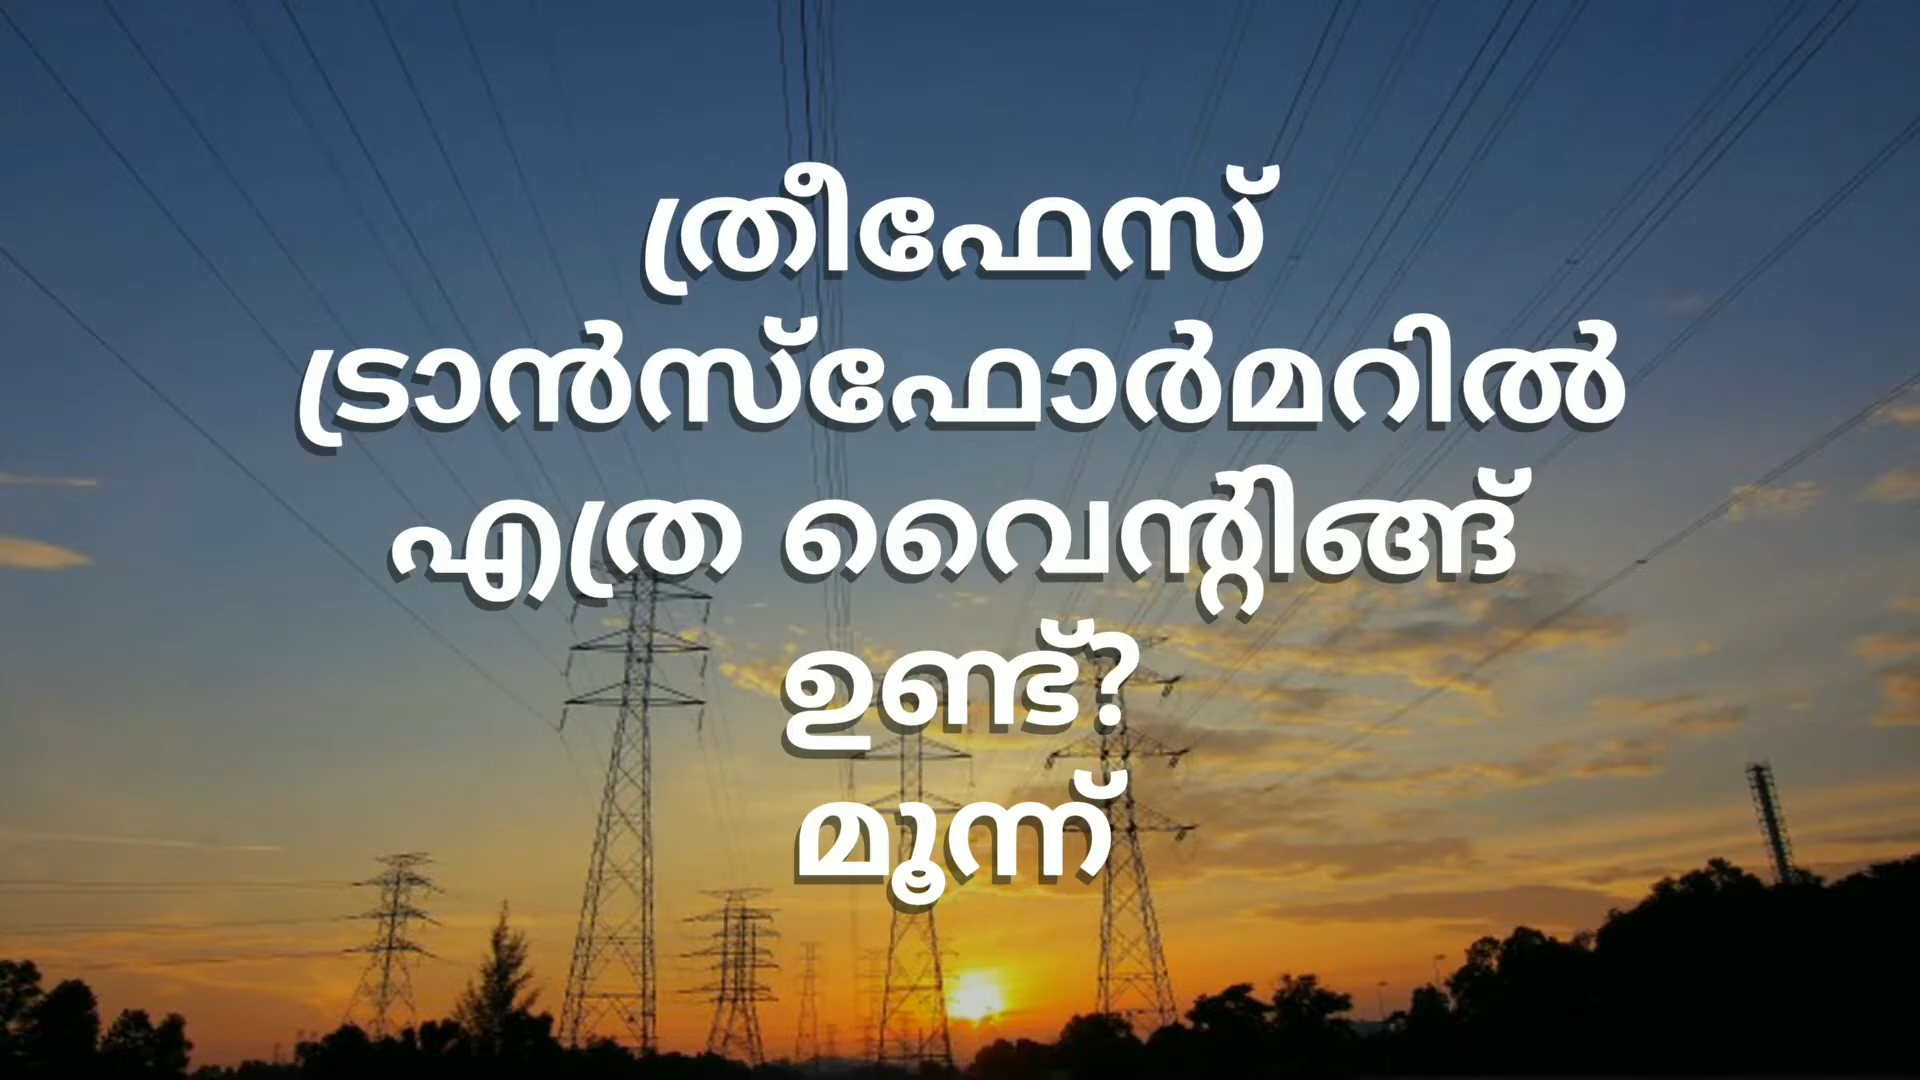 ത്രീഫേസ്
ട്രാൻസ്ഫോർമറിൽ
എത്ര വൈന്റിങ്ങ്
ഉണ്ട്?
മൂന്ന്